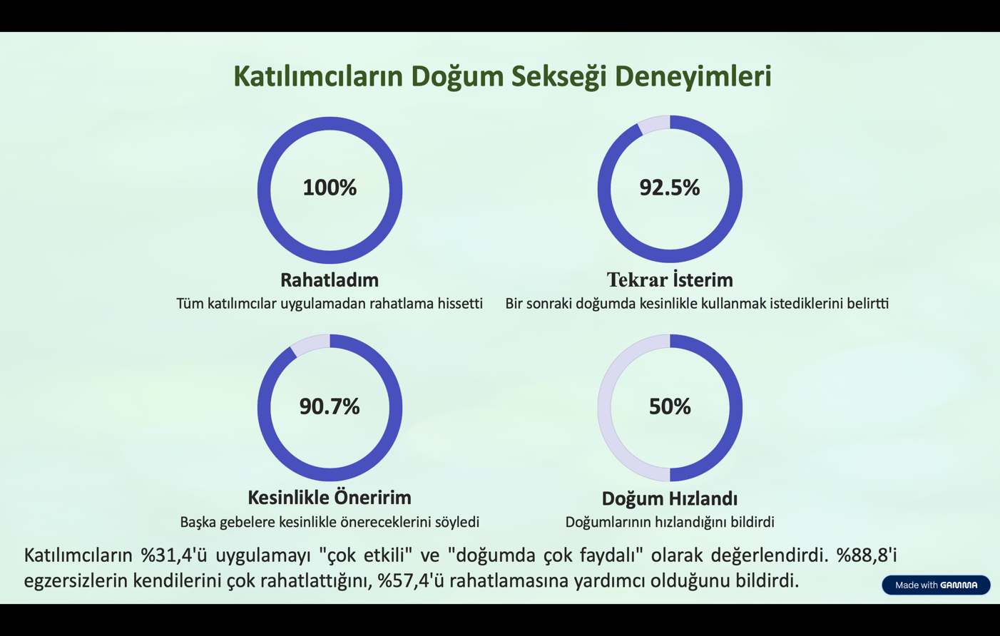 Katılımcıların Doğum Sekseği Deneyimleri
100%
Rahatladım
Tüm katılımcılar uygulamadan rahatlama hissetti
92.5%
Tekrar İsterim
Bir sonraki doğumda kesinlikle kullanmak istediklerini belirtti
90.7%
Kesinlikle Öneririm
Başka gebelere kesinlikle önereceklerini söyledi
50%
Doğum Hızlandı
Doğumlarının hızlandığını bildirdi
Katılımcıların %31,4'ü uygulamayı "çok etkili" ve "doğumda çok faydalı" olarak değerlendirdi. %88,8'i
egzersizlerin kendilerini çok rahatlattığını, %57,4'ü rahatlamasına yardımcı olduğunu bildirdi.
Made with GAMMA